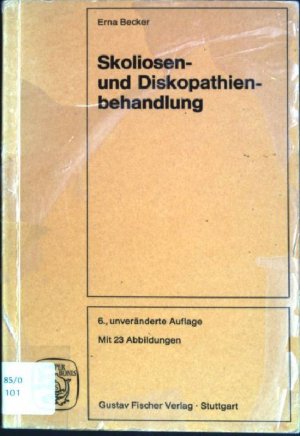 Erna Becker
Skoliosen-
und Diskopathien-
behandlung
6., unveränderte Auflage
Mit 23 Abbildungen
85/0
101
Gustav Fischer Verlag · Stuttgart